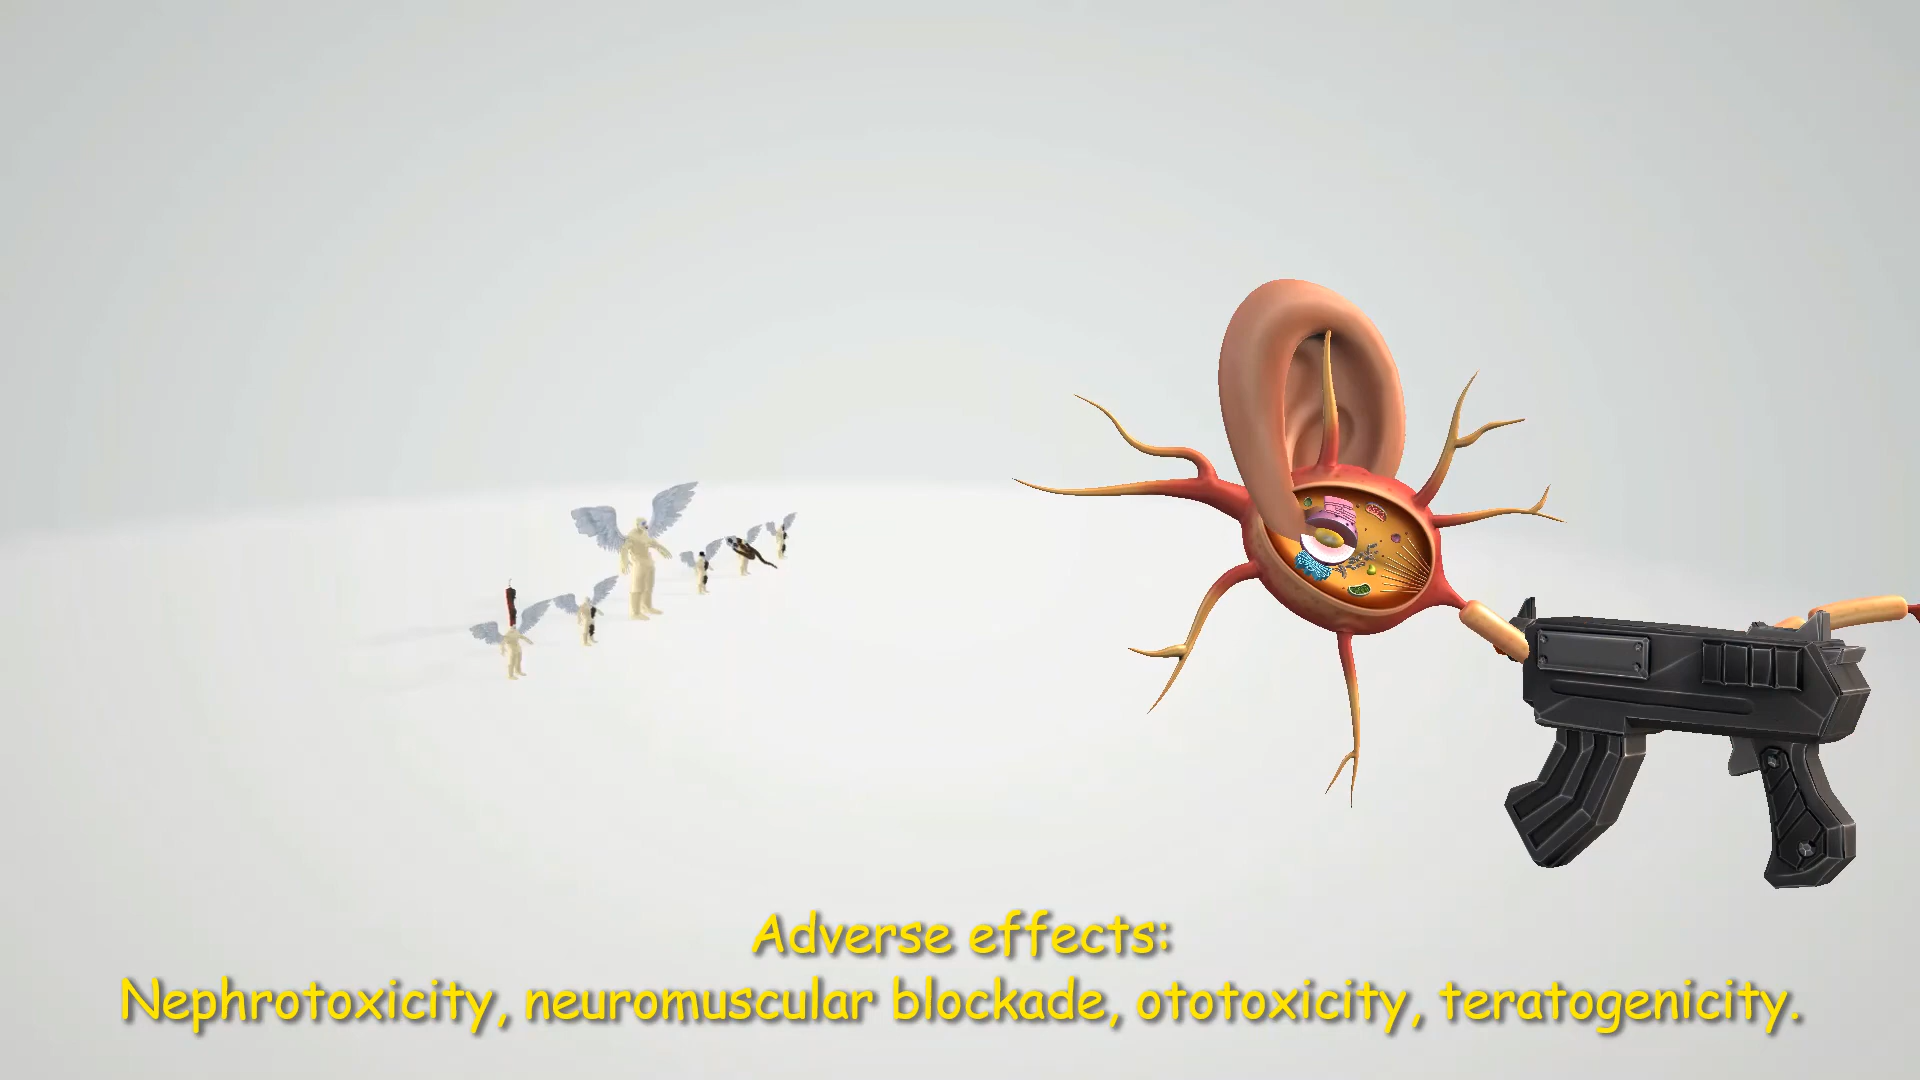 Adverse effects:
Nephrotoxicity, neuromuscular blockade, ototoxicity, teratogenicity.